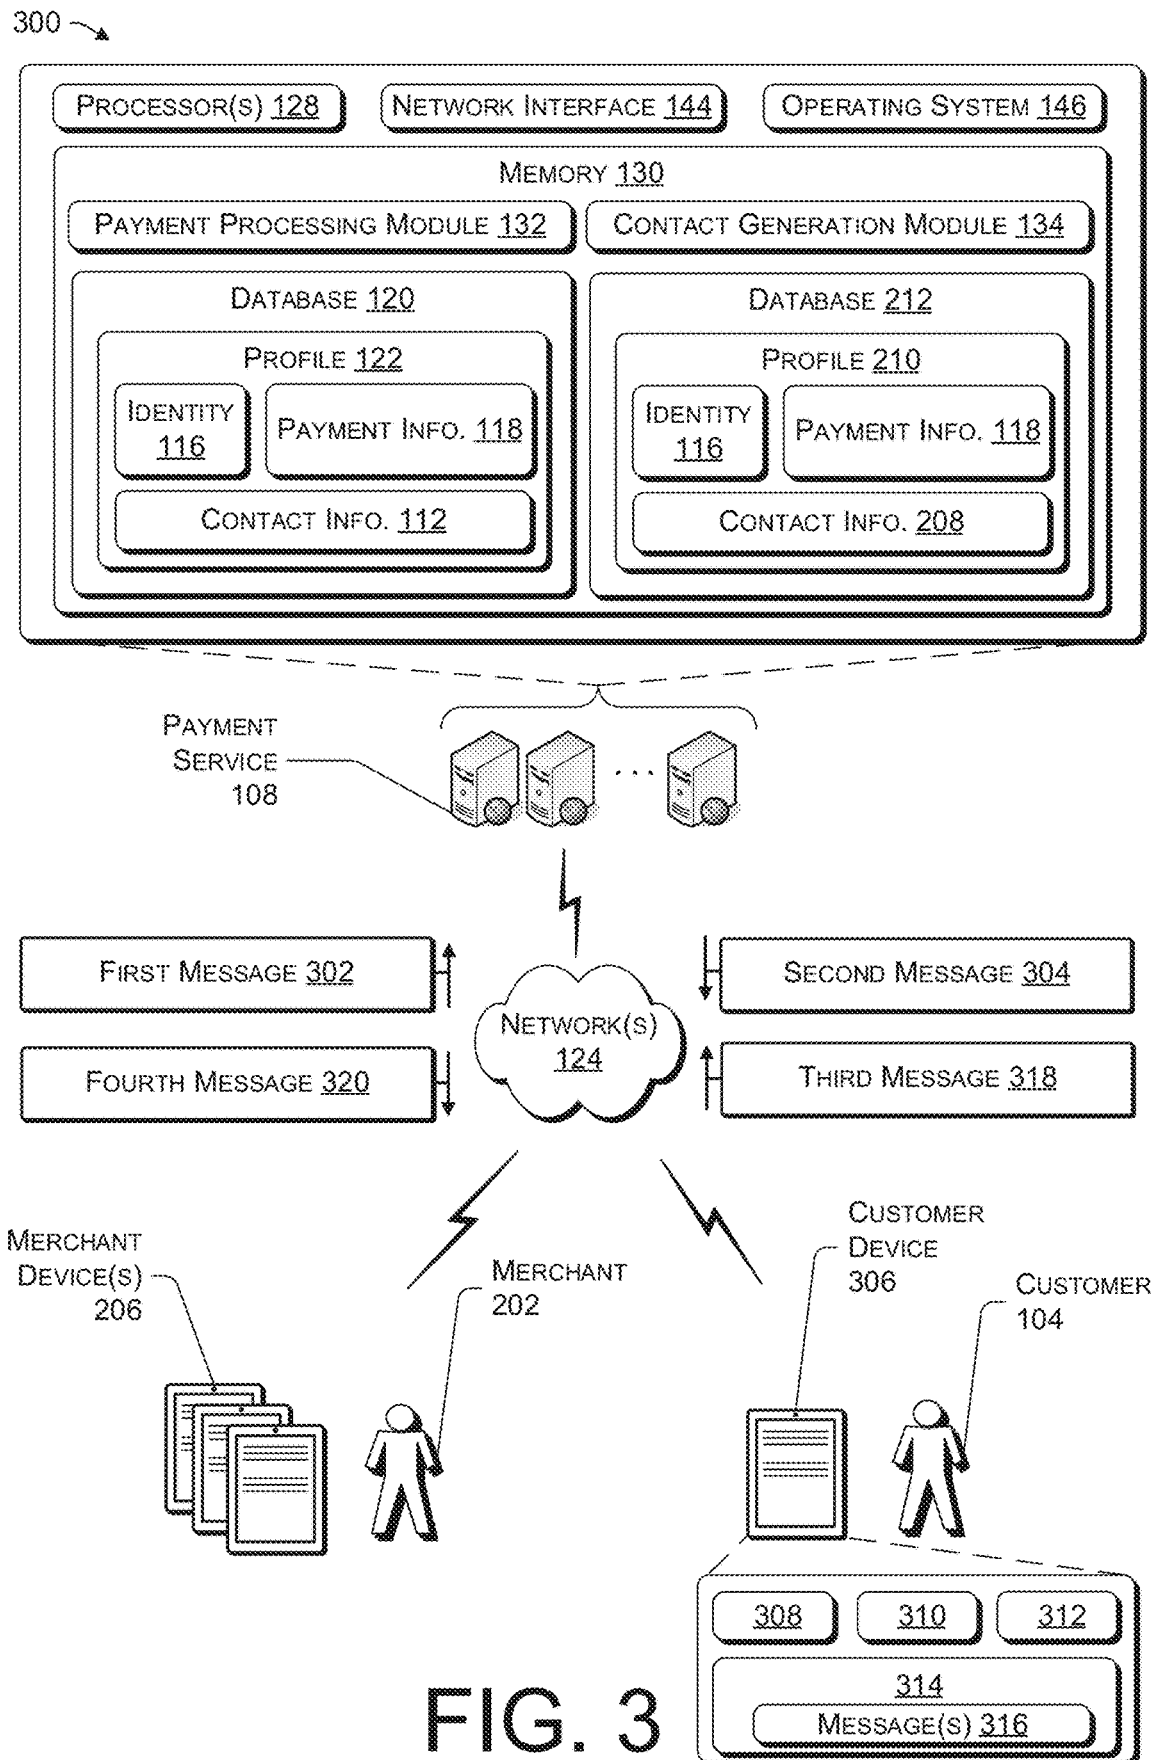 300
PROCESSOR(S) 128
NETWORK INTERFACE 144
OPERATING SYSTEM 146
MEMORY 130
PAYMENT PROCESSING MODULE 132
CONTACT GENERATION MODULE 134
DATABASE 120
PROFILE 122
IDENTITY
116
PAYMENT INFO. 118
CONTACT INFO. 112
DATABASE 212
PROFILE 210
IDENTITY
116
PAYMENT INFO. 118
CONTACT INFO. 208
PAYMENT
SERVICE
108
. . .
FIRST MESSAGE 302
SECOND MESSAGE 304
NETWORK(S)
124
FOURTH MESSAGE 320
THIRD MESSAGE 318
MERCHANT
DEVICE(S)
206
MERCHANT
202
CUSTOMER
DEVICE
306
CUSTOMER
104
308
310
312
314
MESSAGE(S) 316
FIG. 3